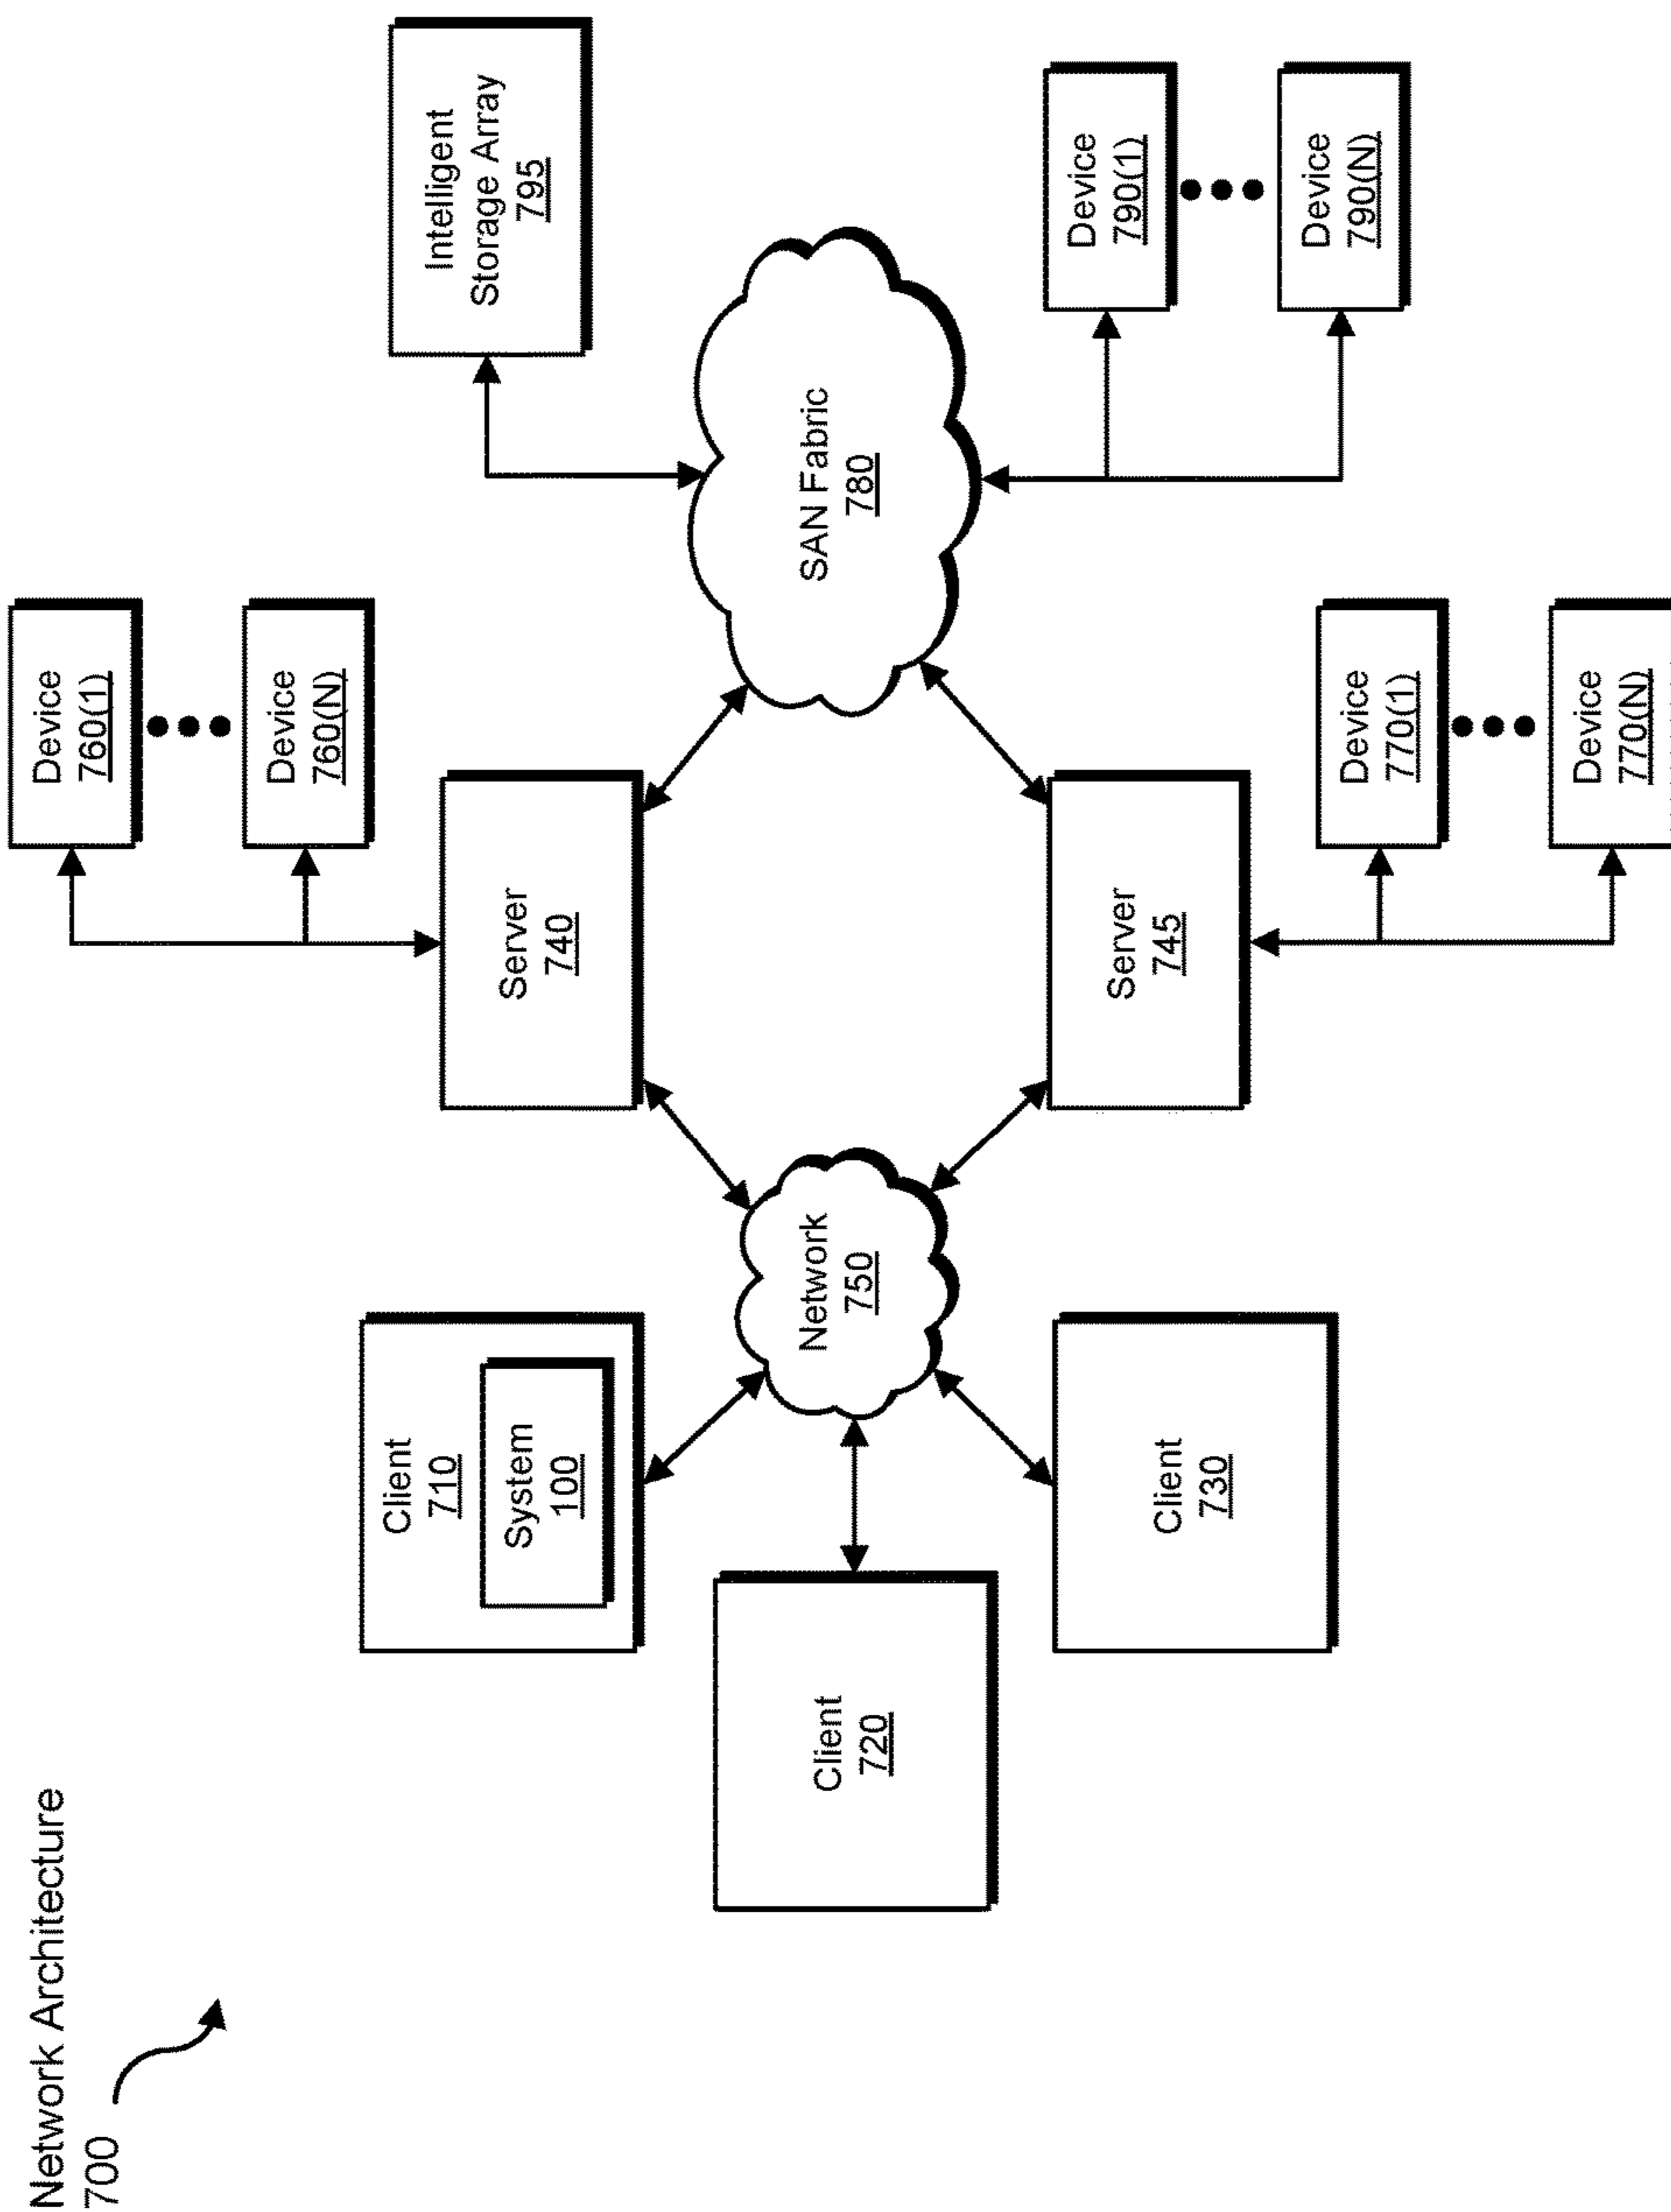 Network Architecture
700
Device
760(1)
Device
760(N)
Intelligent
Storage Array
795
Client
710
System
100
Server
740
Client
720
Network
750
SAN Fabric
780
Client
730
Server
745
Device
790(1)
Device
790(N)
Device
770(1)
Device
770(N)